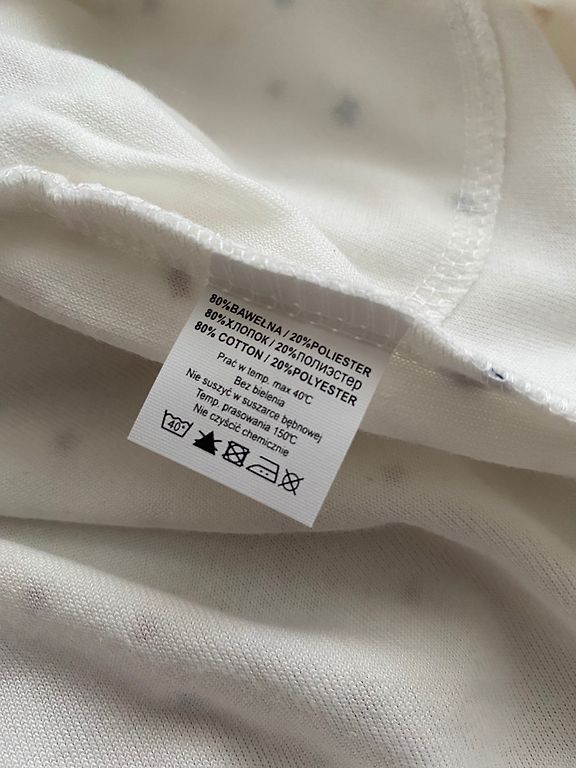 80%BAWEŁNA / 20%POLIESTER
80%ХЛОПОК / 20%ПОЛИЭСТЕР
80% COTTON / 20%POLYESTER
Prać w temp. max 40℃
Bez bielenia
Nie suszyć w suszarce bębnowej
Temp. prasowania 150℃
Nie czyścić chemicznie
40°